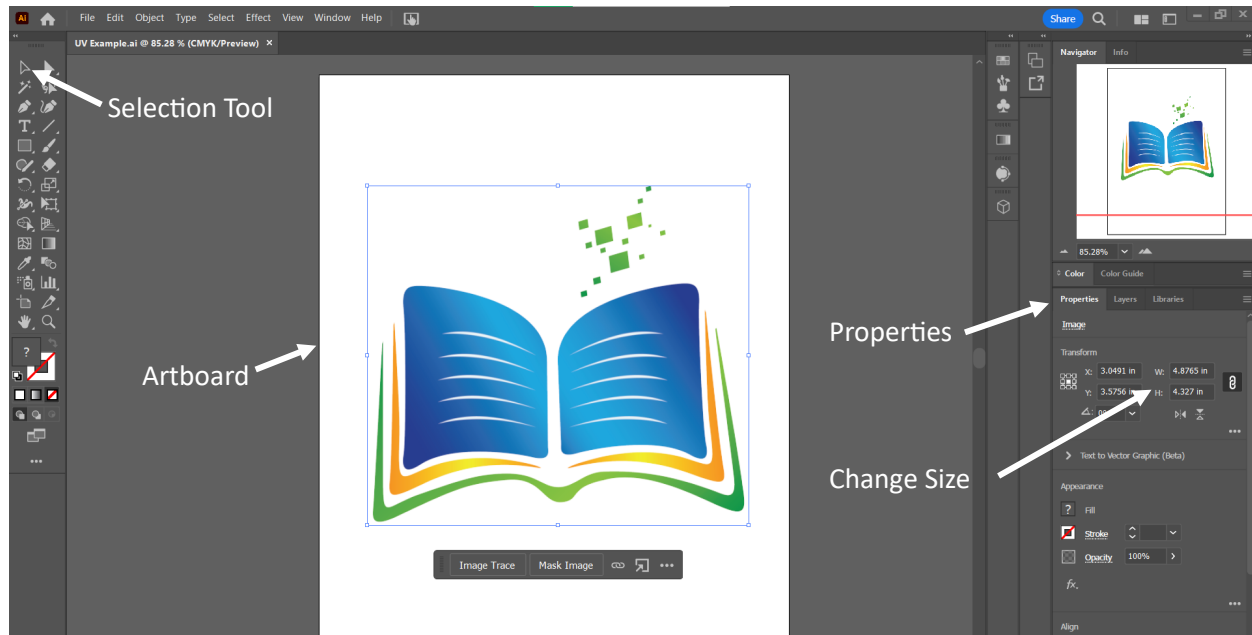 Ai File Edit Object Type Select Effect View Window Help Share
UV Example.ai @ 85.28 % (CMYK/Preview) ×
Selection Tool
Artboard
Image Trace Mask Image
Navigator Info
85.28%
Color Color Guide
Properties
Properties Layers Libraries
Image
Transform
X: 3.0491 in W: 4.8765 in
Y: 3.5756 in H: 4.327 in
Change Size
Text to Vector Graphic (Beta)
Appearance
? Fill
Stroke
Opacity 100%
fx.
Align